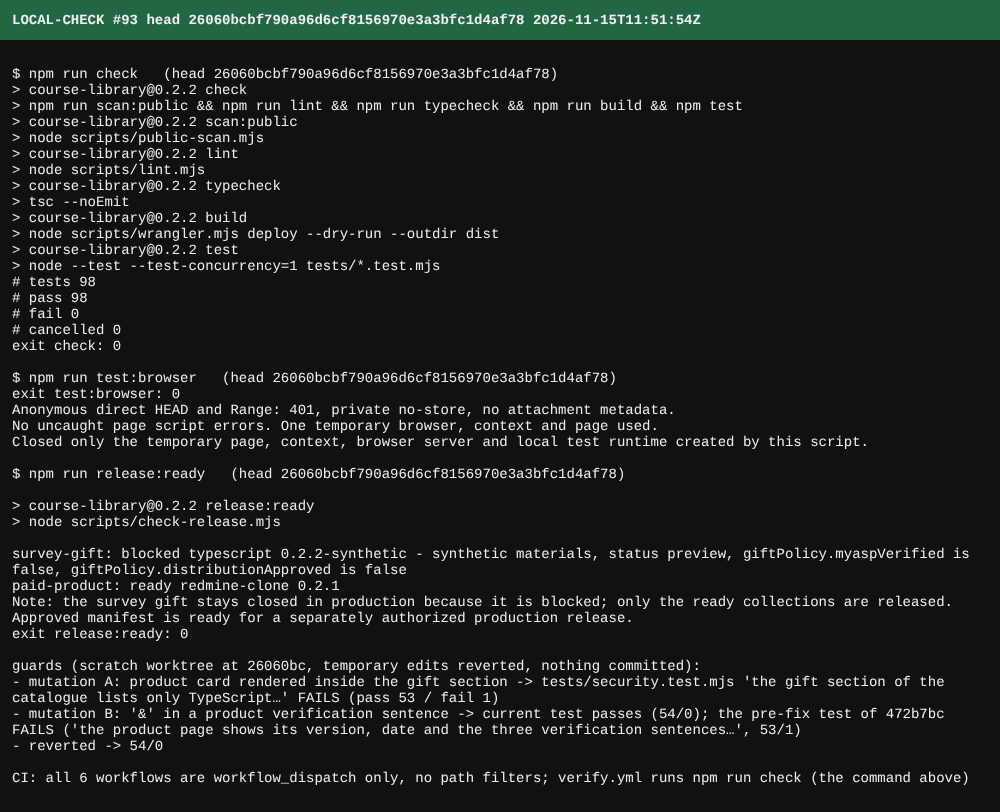 LOCAL-CHECK #93 head 26060bcbf790a96d6cf8156970e3a3bfc1d4af78 2026-11-15T11:51:54Z
$ npm run check   (head 26060bcbf790a96d6cf8156970e3a3bfc1d4af78)
> course-library@0.2.2 check
> npm run scan:public && npm run lint && npm run typecheck && npm run build && npm test
> course-library@0.2.2 scan:public
> node scripts/public-scan.mjs
> course-library@0.2.2 lint
> node scripts/lint.mjs
> course-library@0.2.2 typecheck
> tsc --noEmit
> course-library@0.2.2 build
> node scripts/wrangler.mjs deploy --dry-run --outdir dist
> course-library@0.2.2 test
> node --test --test-concurrency=1 tests/*.test.mjs
# tests 98
# pass 98
# fail 0
# cancelled 0
exit check: 0
$ npm run test:browser   (head 26060bcbf790a96d6cf8156970e3a3bfc1d4af78)
exit test:browser: 0
Anonymous direct HEAD and Range: 401, private no-store, no attachment metadata.
No uncaught page script errors. One temporary browser, context and page used.
Closed only the temporary page, context, browser server and local test runtime created by this script.
$ npm run release:ready   (head 26060bcbf790a96d6cf8156970e3a3bfc1d4af78)
> course-library@0.2.2 release:ready
> node scripts/check-release.mjs
survey-gift: blocked typescript 0.2.2-synthetic - synthetic materials, status preview, giftPolicy.myaspVerified is
false, giftPolicy.distributionApproved is false
paid-product: ready redmine-clone 0.2.1
Note: the survey gift stays closed in production because it is blocked; only the ready collections are released.
Approved manifest is ready for a separately authorized production release.
exit release:ready: 0
guards (scratch worktree at 26060bc, temporary edits reverted, nothing committed):
- mutation A: product card rendered inside the gift section -> tests/security.test.mjs 'the gift section of the
catalogue lists only TypeScript…' FAILS (pass 53 / fail 1)
- mutation B: '&' in a product verification sentence -> current test passes (54/0); the pre-fix test of 472b7bc
FAILS ('the product page shows its version, date and the three verification sentences…', 53/1)
- reverted -> 54/0
CI: all 6 workflows are workflow_dispatch only, no path filters; verify.yml runs npm run check (the command above)